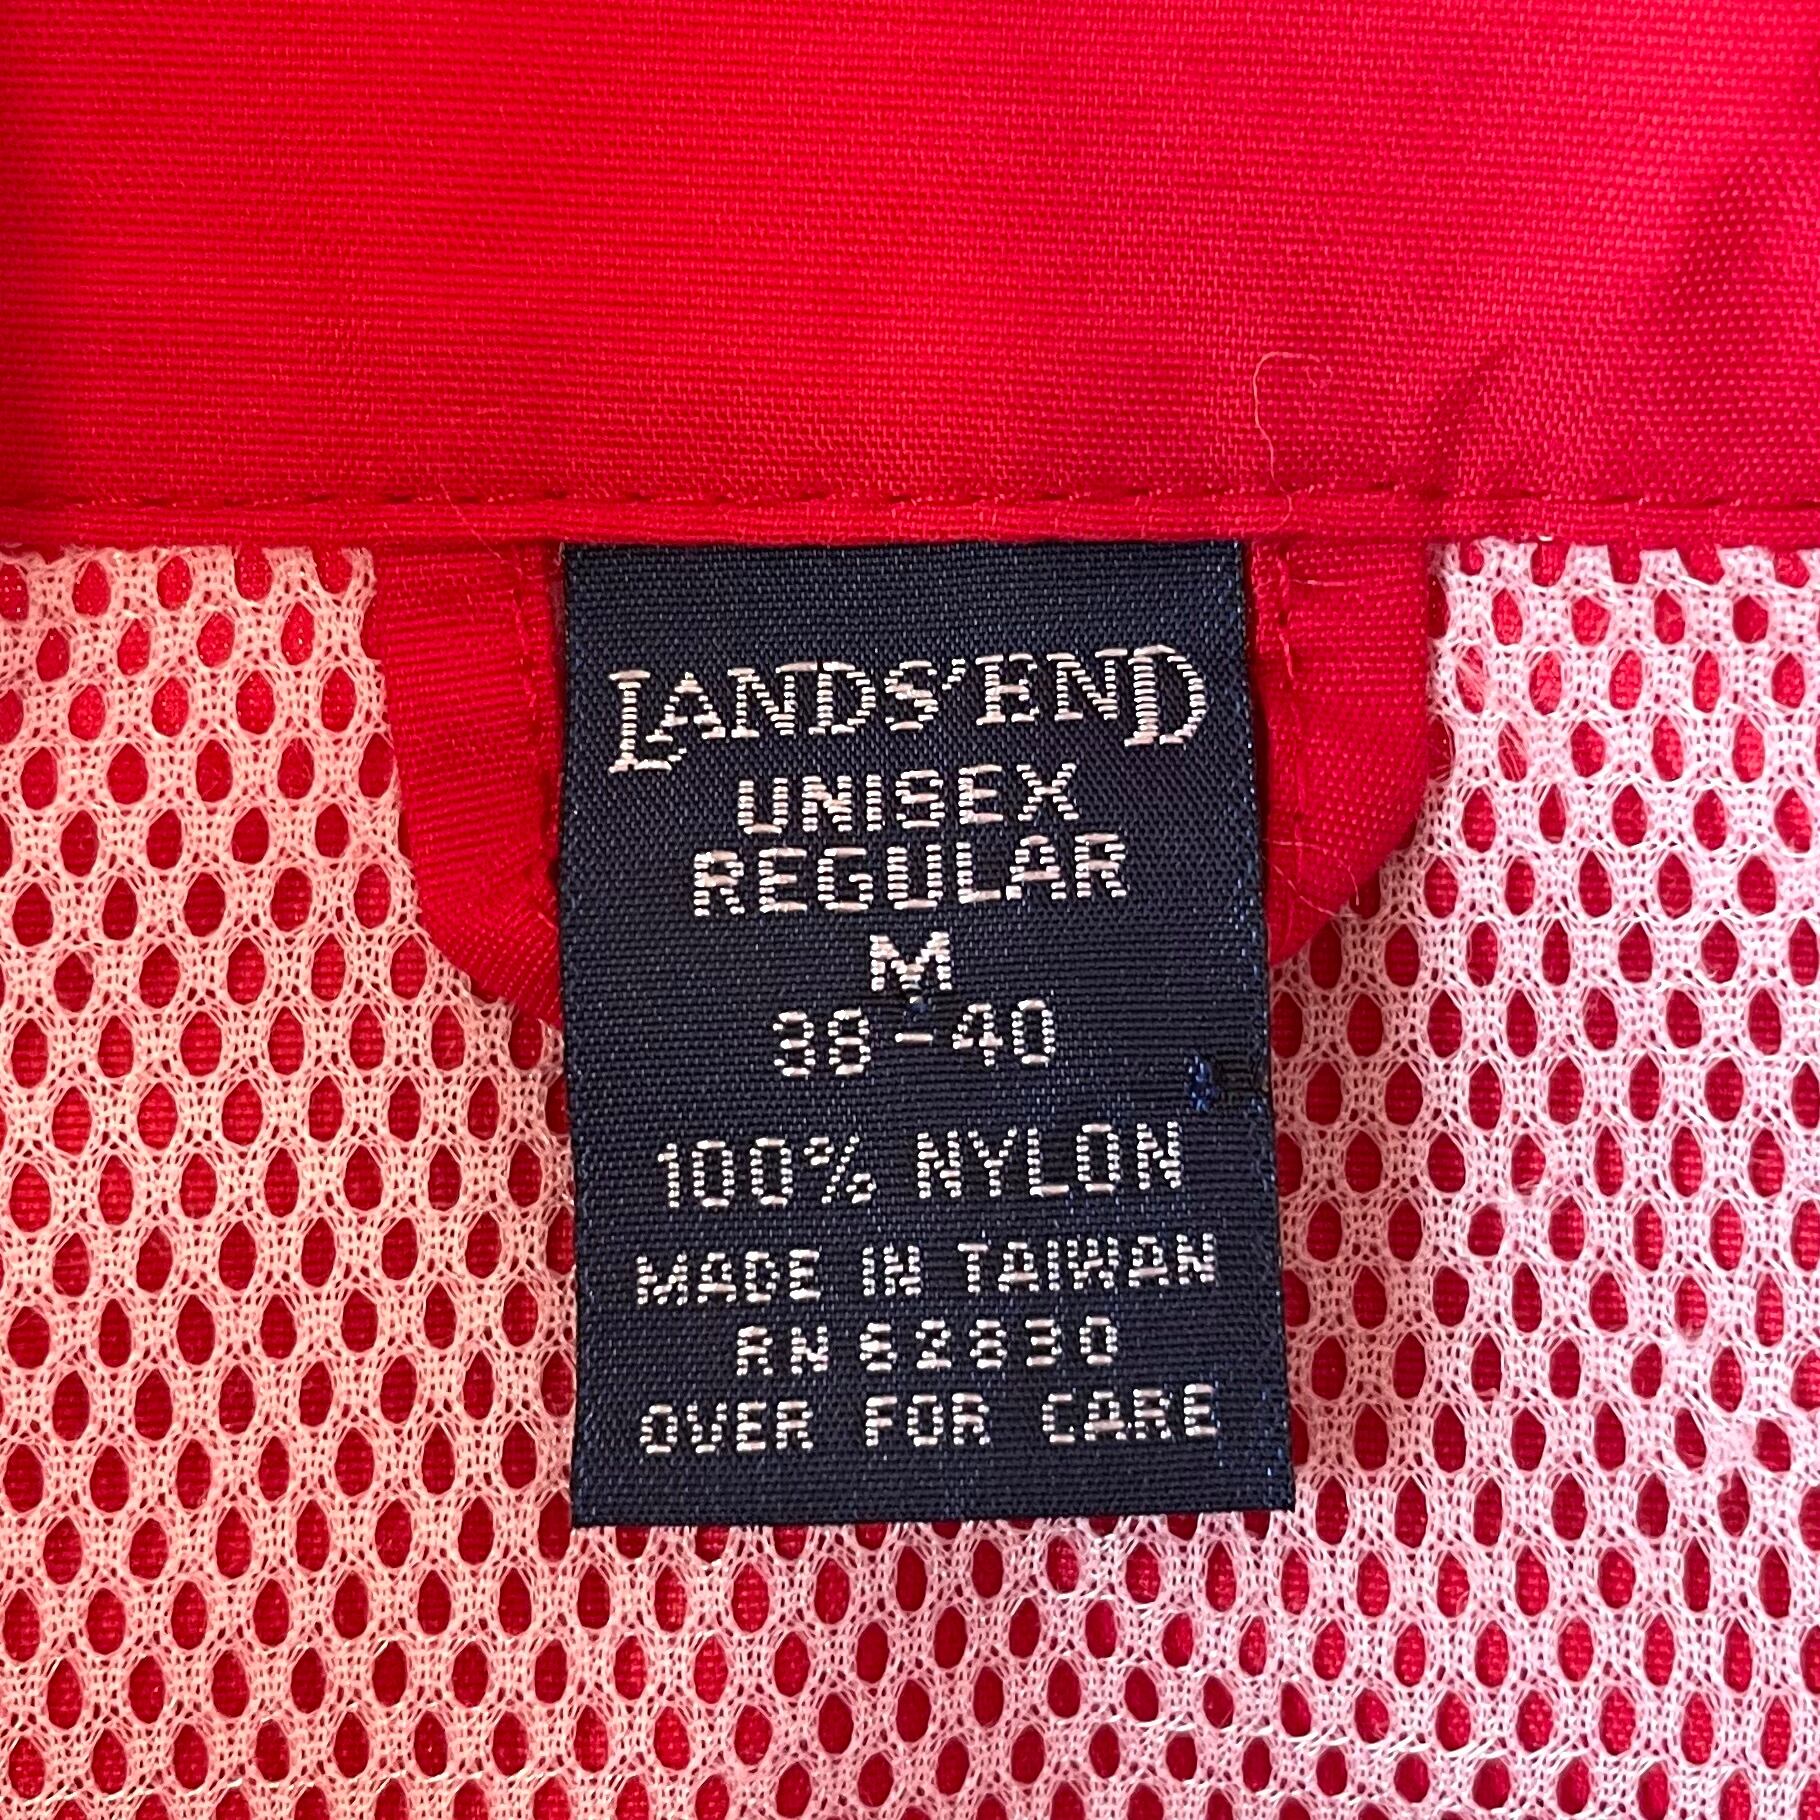 LANDS' END
UNISEX
REGULAR
M
38-40
100% NYLON
MADE IN TAIWAN
RN 62830
OVER FOR CARE